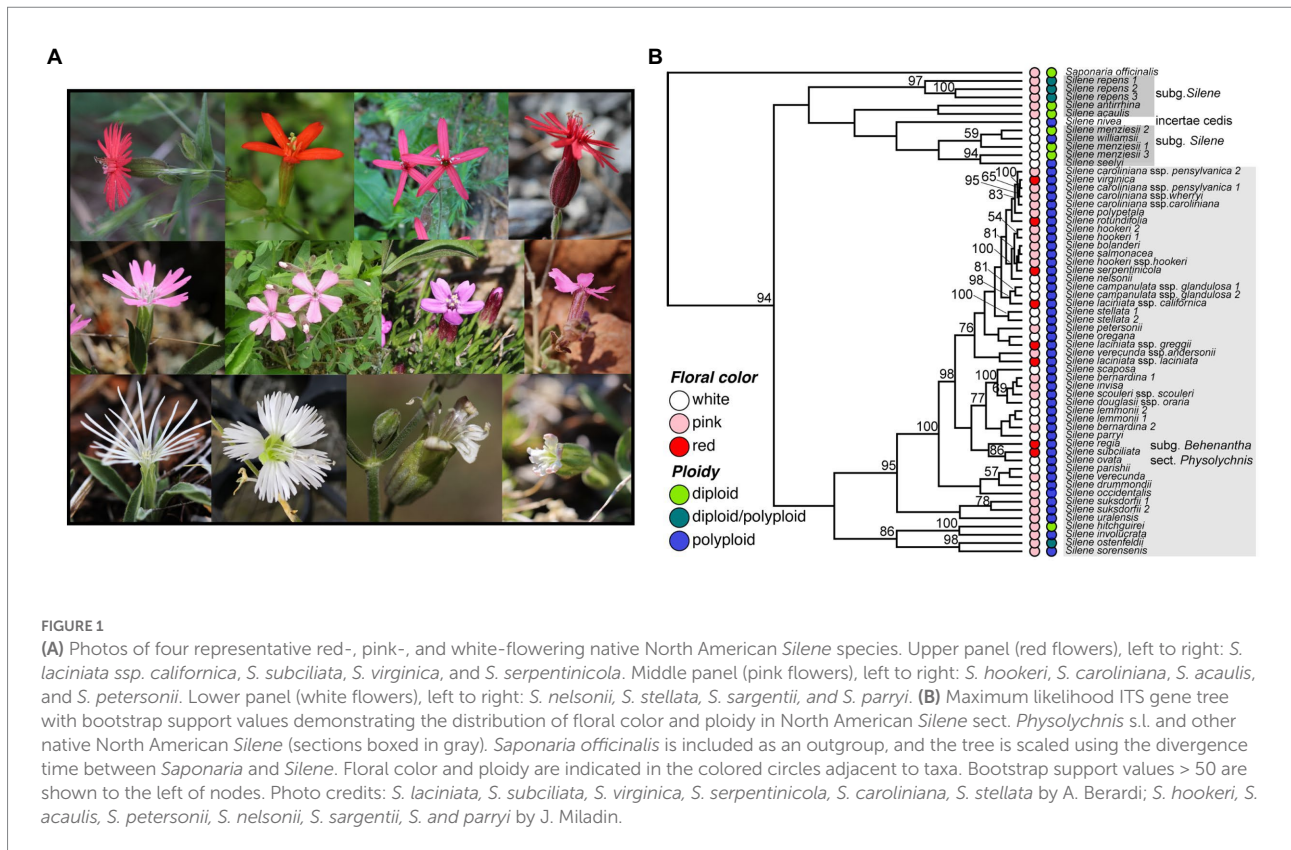 A
B
Saponaria officinalis
Silene repens 1
Silene repens 2
Silene repens 3
Silene antirrhina
Silene acaulis
Silene nivea
Silene menziesii 2
Silene williamsii
Silene menziesii 1
Silene menziesii 3
Silene seelyi
Silene caroliniana ssp. pensylvanica 2
Silene virginica
Silene caroliniana ssp. pensylvanica 1
Silene caroliniana ssp.wherryi
Silene caroliniana ssp.caroliniana
Silene polypetala
Silene rotundifolia
Silene hookeri 2
Silene hookeri 1
Silene bolanderi
Silene salmonacea
Silene hookeri ssp.hookeri
Silene serpentinicola
Silene nelsonii
Silene campanulata ssp. glandulosa 1
Silene campanulata ssp. glandulosa 2
Silene laciniata ssp. california
Silene stellata 1
Silene stellata 2
Silene petersonii
Silene oregana
Silene laciniata ssp. greggii
Silene verecunda ssp.andersonii
Silene laciniata ssp. laciniata
Silene scaposa
Silene bernardina 1
Silene invisa
Silene scouleri ssp. scouleri
Silene douglasii ssp. oraria
Silene lemmonii 2
Silene lemmonii 1
Silene bernardina 2
Silene parryi
Silene regia
Silene subciliata
Silene ovata
Silene parishii
Silene verecunda
Silene drummondii
Silene occidentalis
Silene suksdorfii 1
Silene suksdorfii 2
Silene uralensis
Silene hitchguirei
Silene involucrata
Silene ostenfeldii
Silene sorensenis
subg. Silene
incertae cedis
subg. Silene
subg. Behenantha
sect. Physolychnis
97
100
59
94
100
65
95
83
54
81
100
81
98
100
94
76
98
100
69
77
100
86
95
57
78
86
100
98
Floral color
white
pink
red
Ploidy
diploid
diploid/polyploid
polyploid
FIGURE 1
(A) Photos of four representative red-, pink-, and white-flowering native North American Silene species. Upper panel (red flowers), left to right: S.
laciniata ssp. californica, S. subciliata, S. virginica, and S. serpentinicola. Middle panel (pink flowers), left to right: S. hookeri, S. caroliniana, S. acaulis,
and S. petersonii. Lower panel (white flowers), left to right: S. nelsonii, S. stellata, S. sargentii, and S. parryi. (B) Maximum likelihood ITS gene tree
with bootstrap support values demonstrating the distribution of floral color and ploidy in North American Silene sect. Physolychnis s.l. and other
native North American Silene (sections boxed in gray). Saponaria officinalis is included as an outgroup, and the tree is scaled using the divergence
time between Saponaria and Silene. Floral color and ploidy are indicated in the colored circles adjacent to taxa. Bootstrap support values > 50 are
shown to the left of nodes. Photo credits: S. laciniata, S. subciliata, S. virginica, S. serpentinicola, S. caroliniana, S. stellata by A. Berardi; S. hookeri, S.
acaulis, S. petersonii, S. nelsonii, S. sargentii, S. and parryi by J. Miladin.